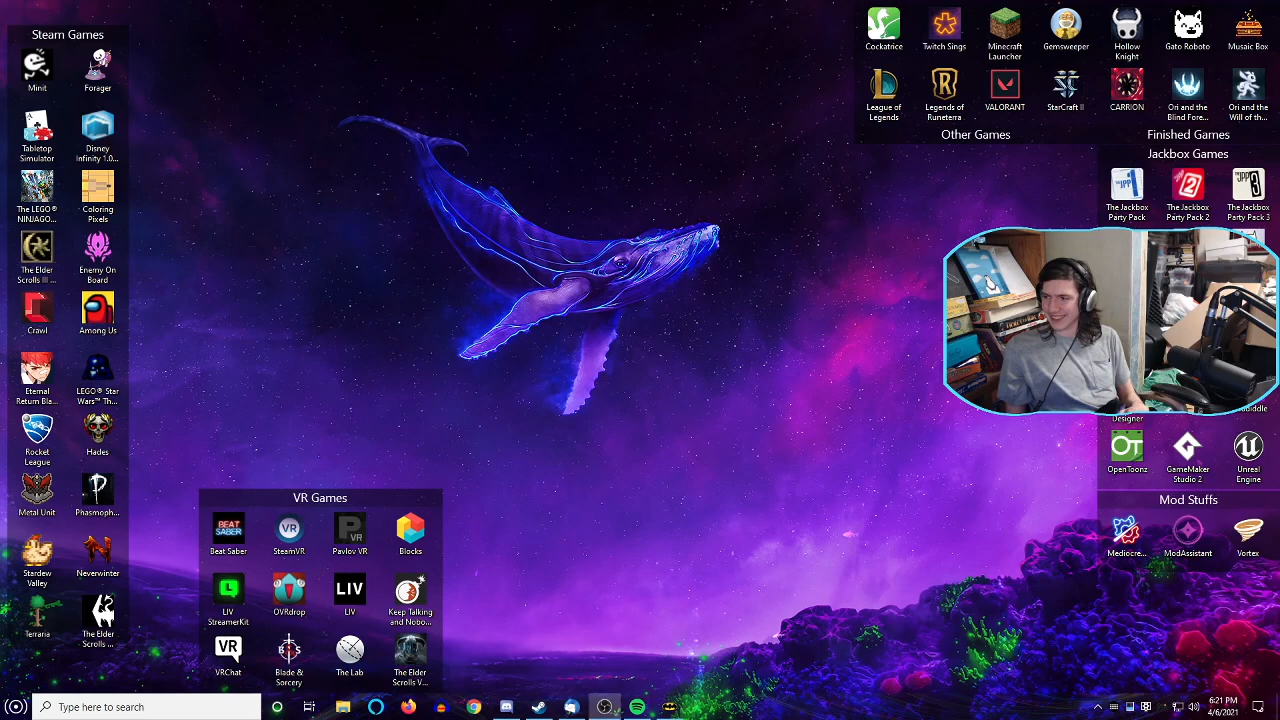 Steam Games
Minit
Forager
Tabletop
Simulator
Disney
Infinity 1.0...
The LEGO®
NINJAGO...
Coloring
Pixels
The Elder
Scrolls III ...
Enemy On
Board
Crawl
Among Us
Eternal
Return Bla...
LEGO® Star
Wars™ Th...
Rocket
League
Hades
Metal Unit
Phasmoph...
Stardew
Valley
Neverwinter
Terraria
The Elder
Scrolls ...
VR Games
BEAT
SABER
Beat Saber
VR
SteamVR
VR
Pavlov VR
Blocks
L
LIV
StreamerKit
OVRdrop
LIV
LIV
Keep Talking
and Nobo...
VR
VRChat
B S
Blade &
Sorcery
The Lab
The Elder
Scrolls V...
Cockatrice
Twitch Sings
Minecraft
Launcher
Gemsweeper
Hollow
Knight
Gato Roboto
Musaic Box
League of
Legends
Legends of
Runeterra
VALORANT
StarCraft II
CARRION
Ori and the
Blind Fore...
Ori and the
Will of th...
Other Games
Finished Games
Jackbox Games
The Jackbox
Party Pack
The Jackbox
Party Pack 2
The Jackbox
Party Pack 3
Designer
OT
OpenToonz
GameMaker
Studio 2
Unreal
Engine
Mod Stuffs
Mediocre...
ModAssistant
Vortex
Type here to search
6:21 PM
4/6/2021